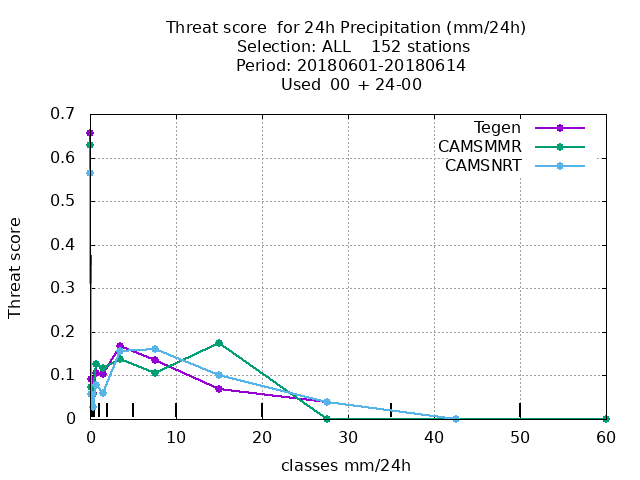 Threat score  for 24h Precipitation (mm/24h)
Selection: ALL    152 stations
Period: 20180601-20180614
Used  00 + 24-00
Tegen
CAMSMMR
CAMSNRT
0.7
0.6
0.5
0.4
0.3
0.2
0.1
0
Threat score
0 10 20 30 40 50 60
classes mm/24h